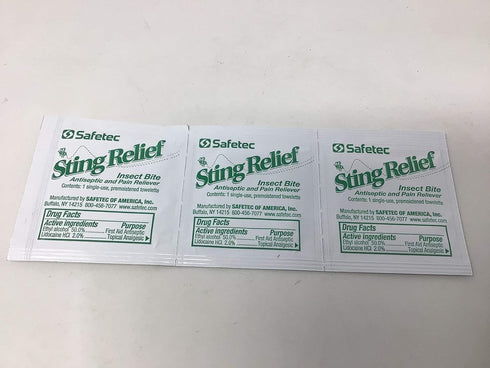 Safetec
Sting Relief
Insect Bite
Antiseptic and Pain Reliever
Contents: 1 single-use, premoistened towelette
Manufactured by SAFETEC OF AMERICA, Inc.
Buffalo, NY 14215 800-456-7077 www.safetec.com
Drug Facts
Active ingredients Purpose
Ethyl alcohol 50.0% First Aid Antiseptic
Lidocaine HCl 2.0% Topical Analgesic
Safetec
Sting Relief
Insect Bite
Antiseptic and Pain Reliever
Contents: 1 single-use, premoistened towelette
Manufactured by SAFETEC OF AMERICA, Inc.
Buffalo, NY 14215 800-456-7077 www.safetec.com
Drug Facts
Active ingredients Purpose
Ethyl alcohol 50.0% First Aid Antiseptic
Lidocaine HCl 2.0% Topical Analgesic
Safetec
Sting Relief
Insect Bite
Antiseptic and Pain Reliever
Contents: 1 single-use, premoistened towelette
Manufactured by SAFETEC OF AMERICA, Inc.
Buffalo, NY 14215 800-456-7077 www.safetec.com
Drug Facts
Active ingredients Purpose
Ethyl alcohol 50.0% First Aid Antiseptic
Lidocaine HCl 2.0% Topical Analgesic